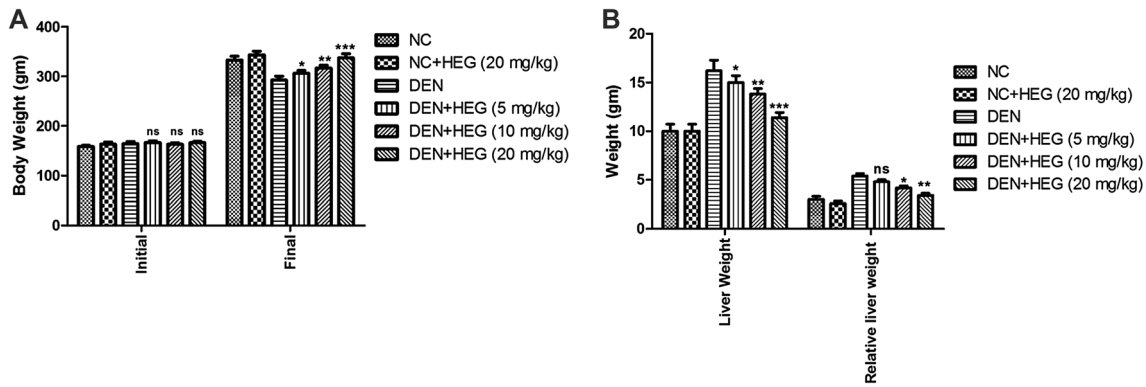 A
Body Weight (gm)
400
300
200
100
0
ns ns ns
* ** ***
Initial
Final
NC
NC+HEG (20 mg/kg)
DEN
DEN+HEG (5 mg/kg)
DEN+HEG (10 mg/kg)
DEN+HEG (20 mg/kg)
B
Weight (gm)
20
15
10
5
0
* ** ***
ns * **
Liver Weight
Relative liver weight
NC
NC+HEG (20 mg/kg)
DEN
DEN+HEG (5 mg/kg)
DEN+HEG (10 mg/kg)
DEN+HEG (20 mg/kg)